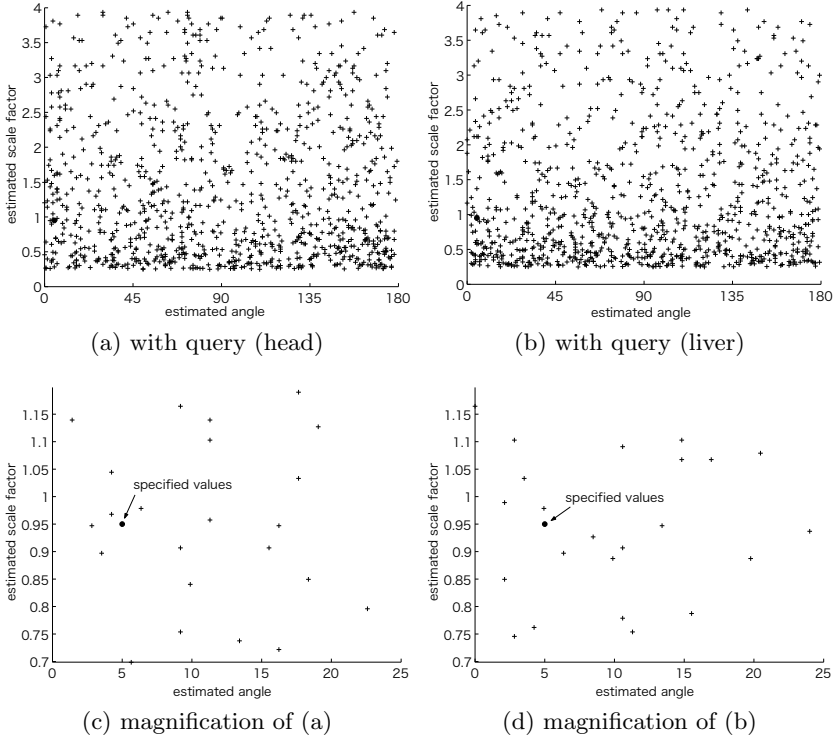 4
3.5
3
2.5
2
1.5
1
0.5
0
estimated scale factor
0 45 90 135 180
estimated angle
(a) with query (head)
4
3.5
3
2.5
2
1.5
1
0.5
0
estimated scale factor
0 45 90 135 180
estimated angle
(b) with query (liver)
1.15
1.1
1.05
1
0.95
0.9
0.85
0.8
0.75
0.7
estimated scale factor
specified values
0 5 10 15 20 25
estimated angle
(c) magnification of (a)
1.15
1.1
1.05
1
0.95
0.9
0.85
0.8
0.75
0.7
estimated scale factor
specified values
0 5 10 15 20 25
estimated angle
(d) magnification of (b)